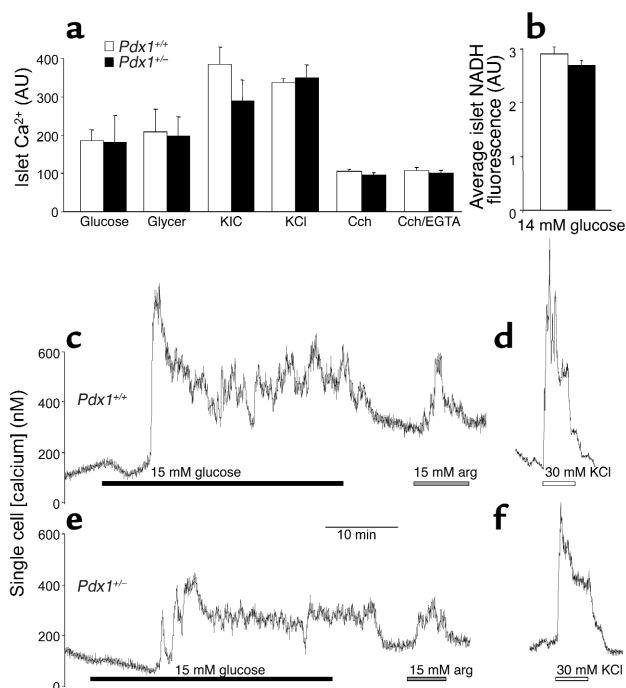 a
Pdx1+/+
Pdx1+/–
Islet Ca2+ (AU)
400
300
200
100
0
Glucose Glycer KIC KCl Cch Cch/EGTA
b
Average islet NADH
fluorescence (AU)
3
2
1
0
14 mM glucose
c
Pdx1+/+
600
400
200
0
15 mM glucose
15 mM arg
d
30 mM KCl
Single cell [calcium] (nM)
e
Pdx1+/–
10 min
600
400
200
0
15 mM glucose
15 mM arg
f
30 mM KCl